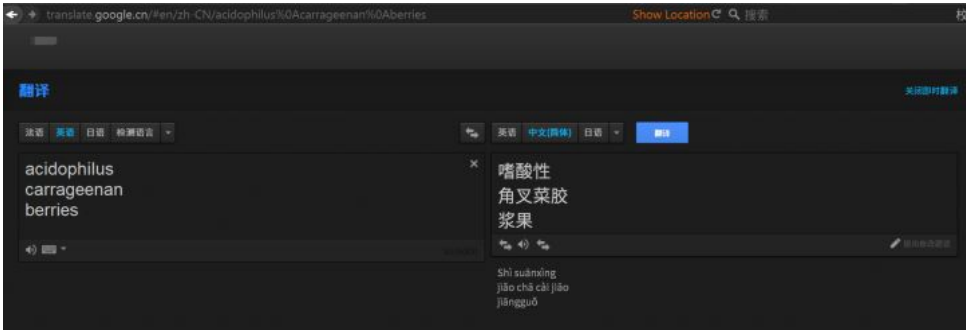 translate.google.cn/#en/zh-CN/acidophilus%0Acarrageenan%0Aberries
Show Location
搜索
校
翻译
关闭即时翻译
法语 英语 日语 检测语言
英语 中文(简体) 日语 翻译
acidophilus
carrageenan
berries
嗜酸性
角叉菜胶
浆果
Shì suānxìng
jiǎo chā cài jiāo
jiāngguǒ